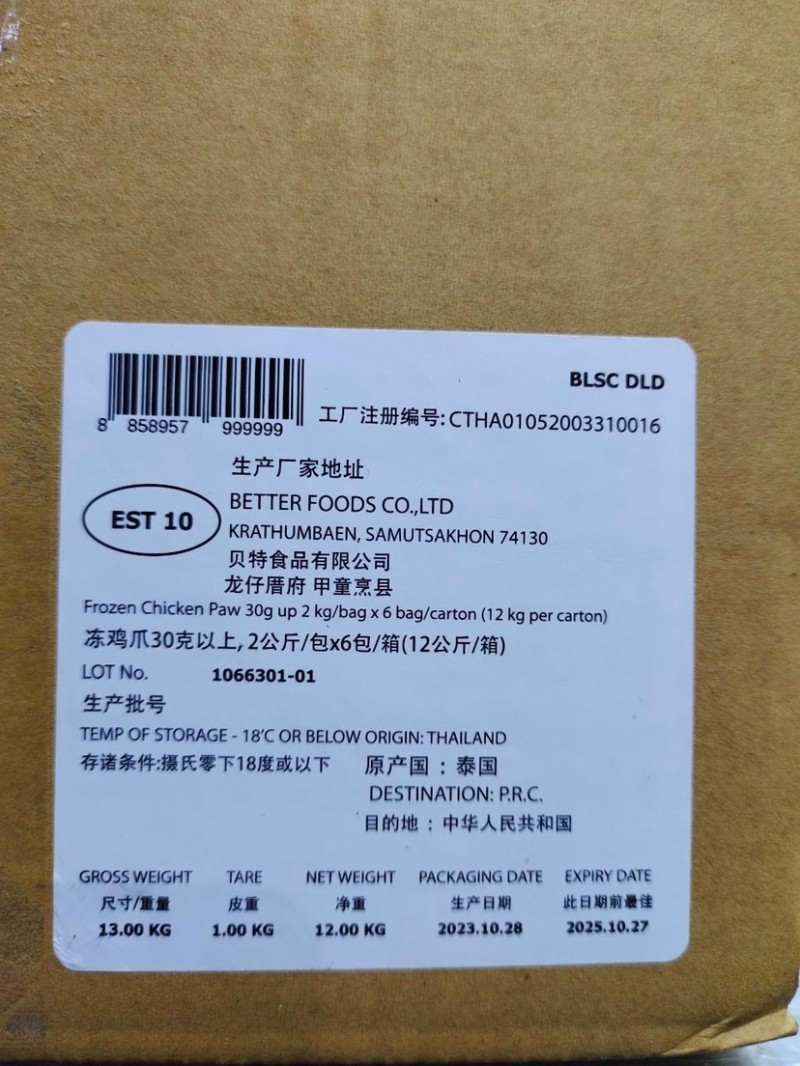 BLSC DLD
8 858957 999999
工厂注册编号: CTHA01052003310016
生产厂家地址
EST 10
BETTER FOODS CO.,LTD
KRATHUMBAEN, SAMUTSAKHON 74130
贝特食品有限公司
龙仔厝府 甲童烹县
Frozen Chicken Paw 30g up 2 kg/bag x 6 bag/carton (12 kg per carton)
冻鸡爪30克以上, 2公斤/包x6包/箱(12公斤/箱)
LOT No. 1066301-01
生产批号
TEMP OF STORAGE - 18'C OR BELOW ORIGIN: THAILAND
存诸条件:摄氏零下18度或以下 原产国 : 泰国
DESTINATION: P.R.C.
目的地 : 中华人民共和国
GROSS WEIGHT TARE NET WEIGHT PACKAGING DATE EXPIRY DATE
尺寸/重量 皮重 净重 生产日期 此日期前最佳
13.00 KG 1.00 KG 12.00 KG 2023.10.28 2025.10.27